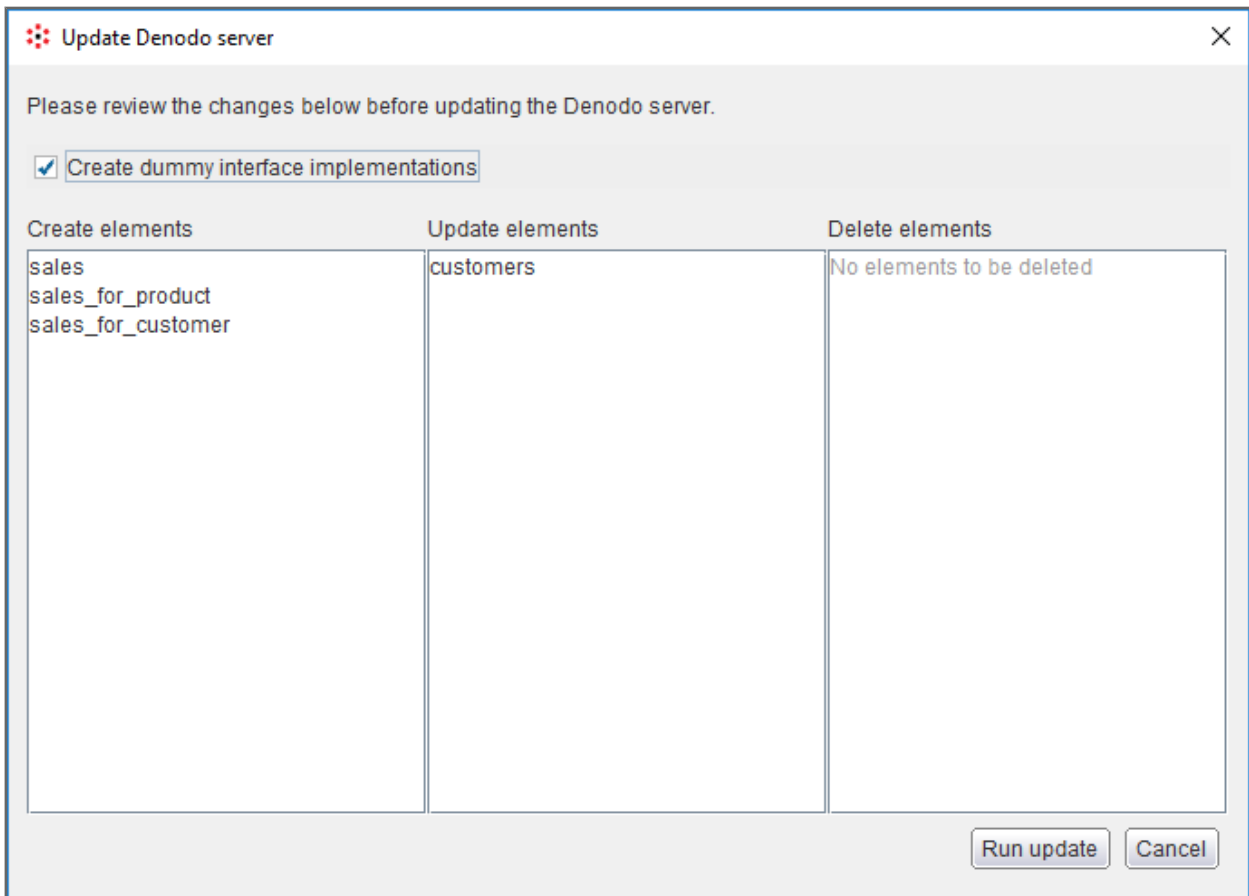 Update Denodo server
Please review the changes below before updating the Denodo server.
Create dummy interface implementations
Create elements
sales
sales_for_product
sales_for_customer
Update elements
customers
Delete elements
No elements to be deleted
Run update
Cancel